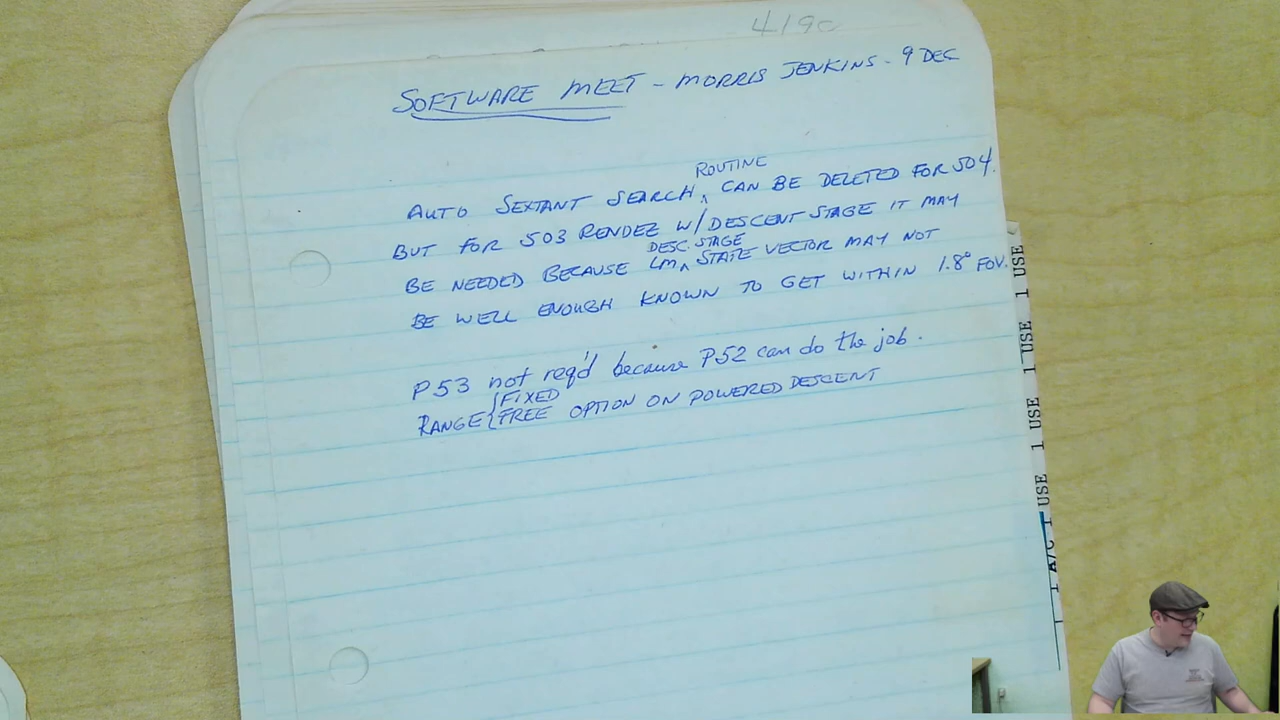 419c
SOFTWARE MEET - MORRIS JENKINS - 9 DEC
AUTO SEXTANT SEARCH ROUTINE CAN BE DELETED FOR 504.
BUT FOR 503 RENDEZ W/DESCENT STAGE IT MAY
BE NEEDED BECAUSE LM DESC. STAGE STATE VECTOR MAY NOT
BE WELL ENOUGH KNOWN TO GET WITHIN 1.8° FOV.
P53 not req'd because P52 can do the job.
RANGE { FIXED
FREE OPTION ON POWERED DESCENT
1 A/C 1 USE 1 USE 1 USE 1 USE